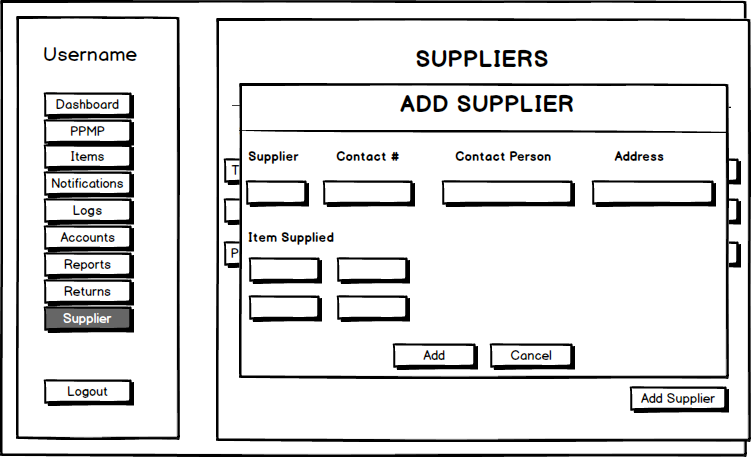 Username
Dashboard
PPMP
Items
Notifications
Logs
Accounts
Reports
Returns
Supplier
Logout
SUPPLIERS
ADD SUPPLIER
Supplier Contact # Contact Person Address
T
Item Supplied
P
Add Cancel
Add Supplier